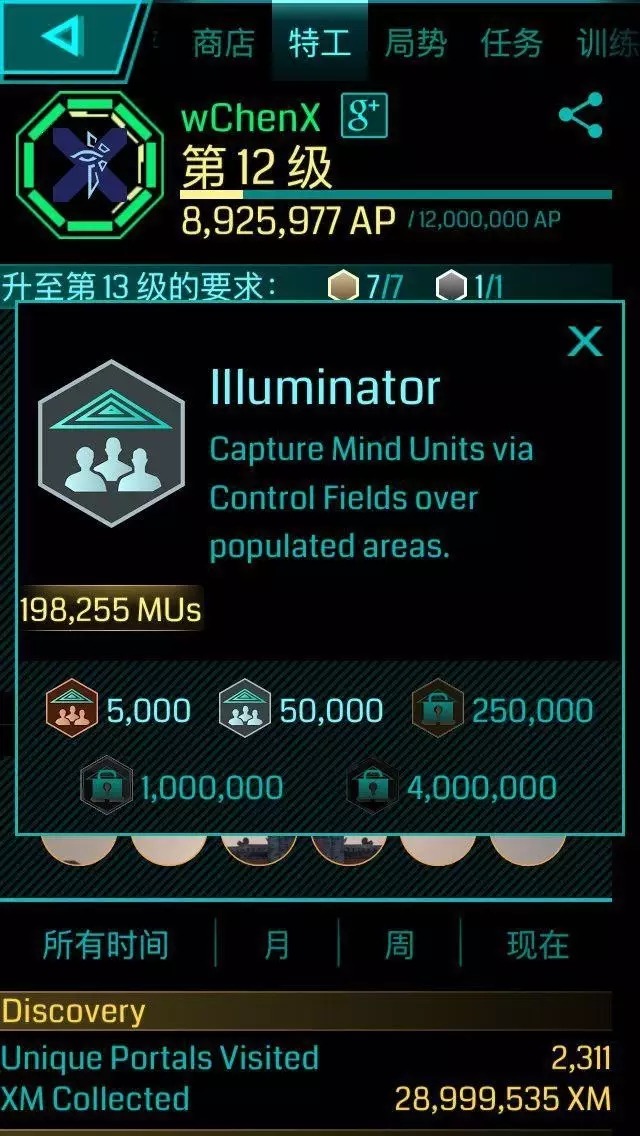 商店 特工 局势 任务 训练
wChenX g+
第 12 级
8,925,977 AP / 12,000,000 AP
升至第 13 级的要求： 7/7 1/1
X
Illuminator
Capture Mind Units via
Control Fields over
populated areas.
198,255 MUs
5,000 50,000 250,000
1,000,000 4,000,000
所有时间 月 周 现在
Discovery
Unique Portals Visited 2,311
XM Collected 28,999,535 XM